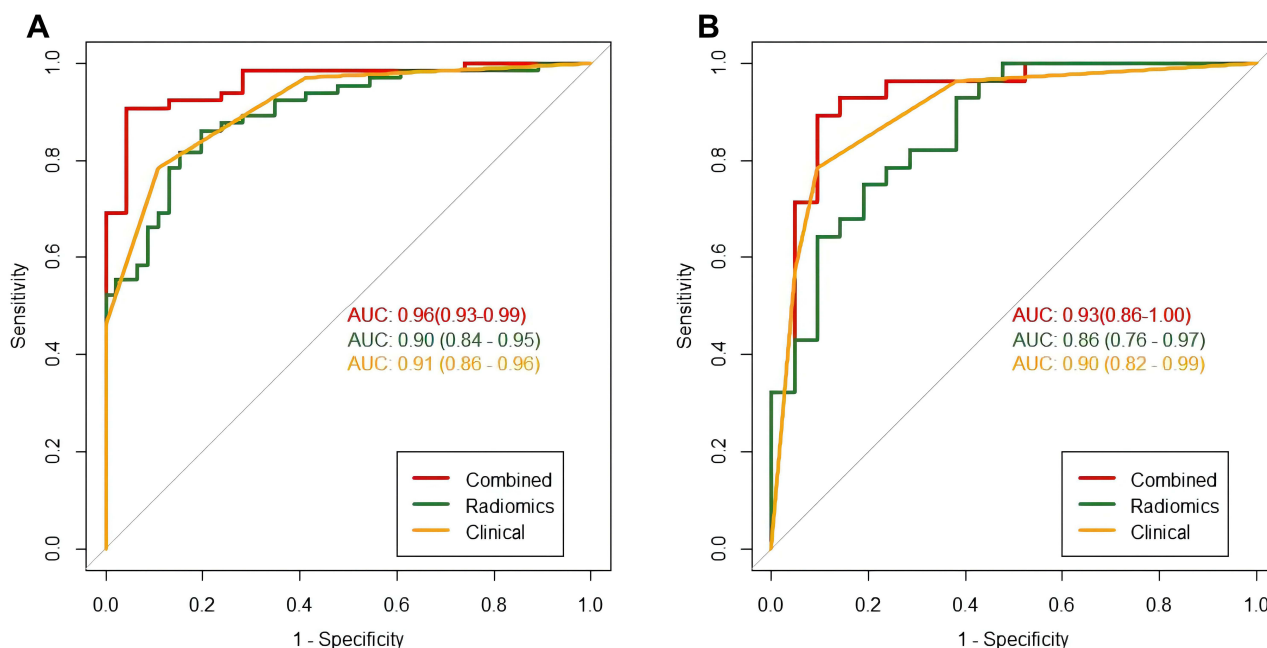 A
1.0
0.8
0.6
0.4
0.2
0.0
Sensitivity
AUC: 0.96(0.93-0.99)
AUC: 0.90 (0.84 - 0.95)
AUC: 0.91 (0.86 - 0.96)
Combined
Radiomics
Clinical
0.0 0.2 0.4 0.6 0.8 1.0
1 - Specificity
B
1.0
0.8
0.6
0.4
0.2
0.0
Sensitivity
AUC: 0.93(0.86-1.00)
AUC: 0.86 (0.76 - 0.97)
AUC: 0.90 (0.82 - 0.99)
Combined
Radiomics
Clinical
0.0 0.2 0.4 0.6 0.8 1.0
1 - Specificity